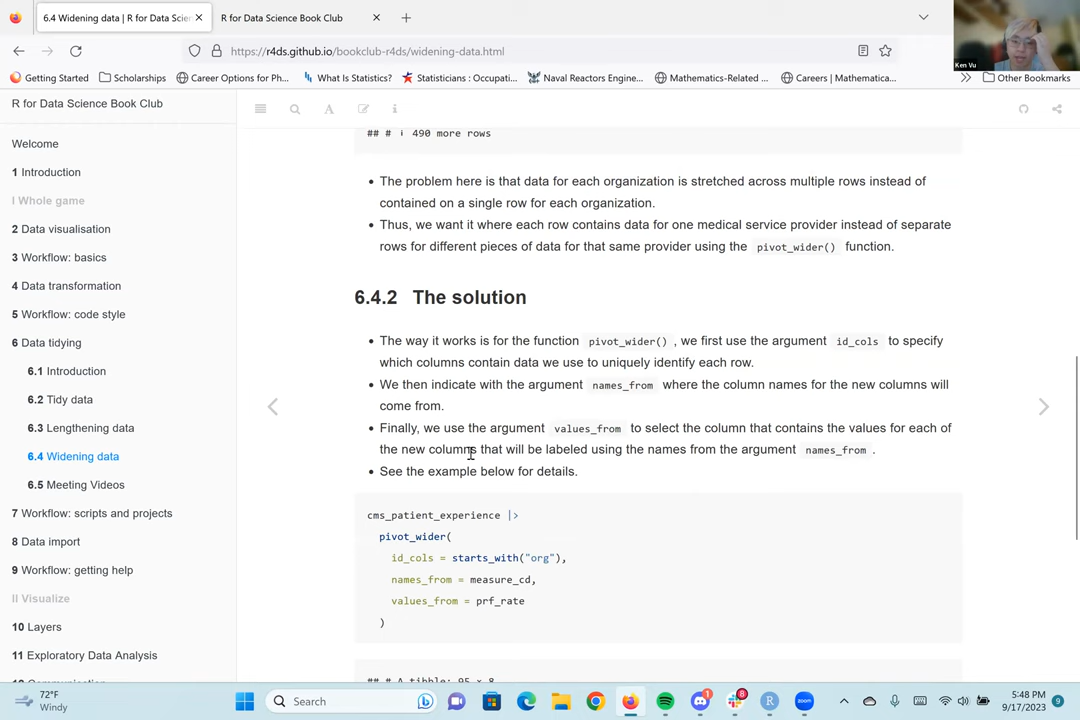 6.4 Widening data | R for Data Scien
R for Data Science Book Club
https://r4ds.github.io/bookclub-r4ds/widening-data.html
Getting Started
Scholarships
Career Options for Ph...
What Is Statistics?
Statisticians : Occupati...
Naval Reactors Engine...
Mathematics-Related ...
Careers | Mathematica...
Other Bookmarks
Ken Vu
R for Data Science Book Club
Welcome
1 Introduction
I Whole game
2 Data visualisation
3 Workflow: basics
4 Data transformation
5 Workflow: code style
6 Data tidying
6.1 Introduction
6.2 Tidy data
6.3 Lengthening data
6.4 Widening data
6.5 Meeting Videos
7 Workflow: scripts and projects
8 Data import
9 Workflow: getting help
II Visualize
10 Layers
11 Exploratory Data Analysis
## # ℹ 490 more rows
• The problem here is that data for each organization is stretched across multiple rows instead of
contained on a single row for each organization.
• Thus, we want it where each row contains data for one medical service provider instead of separate
rows for different pieces of data for that same provider using the pivot_wider() function.
6.4.2 The solution
• The way it works is for the function pivot_wider() , we first use the argument id_cols to specify
which columns contain data we use to uniquely identify each row.
• We then indicate with the argument names_from where the column names for the new columns will
come from.
• Finally, we use the argument values_from to select the column that contains the values for each of
the new columns that will be labeled using the names from the argument names_from .
• See the example below for details.
cms_patient_experience |>
pivot_wider(
id_cols = starts_with("org"),
names_from = measure_cd,
values_from = prf_rate
)
## # A tibble: 95 × 8
72°F
Windy
Search
1
8
5:48 PM
9/17/2023
9